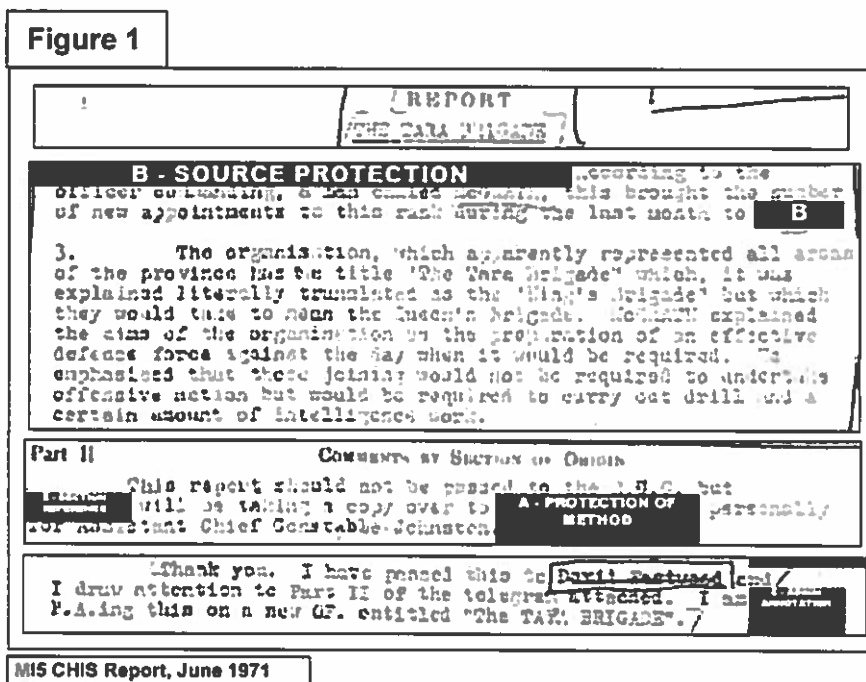 Figure 1
REPORT
THE TARA BRIGADE
B - SOURCE PROTECTION
according to the
officer commanding, a man called McGRATH, this brought the number
of new appointments to this rank during the last month to B
3. The organisation, which apparently represented all areas
of the province has the title "The Tara Brigade" which, it was
explained literally translated as the "King's Brigade" but which
they would take to mean the Queen's Brigade. McGRATH explained
the aims of the organisation as the preparation of an effective
defence force against the day when it would be required. He
emphasised that those joining would not be required to undertake
offensive action but would be required to carry out drill and a
certain amount of intelligence work.
Part II COMMENTS BY SECTION OF ORIGIN
This report should not be passed to the R.U.C. but
will be taking a copy over to A - PROTECTION OF METHOD personally
for Assistant Chief Constable Johnston.
Thank you. I have passed this to and
I draw attention to Part II of the telegram attached. I am
P.A.ing this on a new GF. entitled "The TARA BRIGADE".
ANNOTATION
MI5 CHIS Report, June 1971